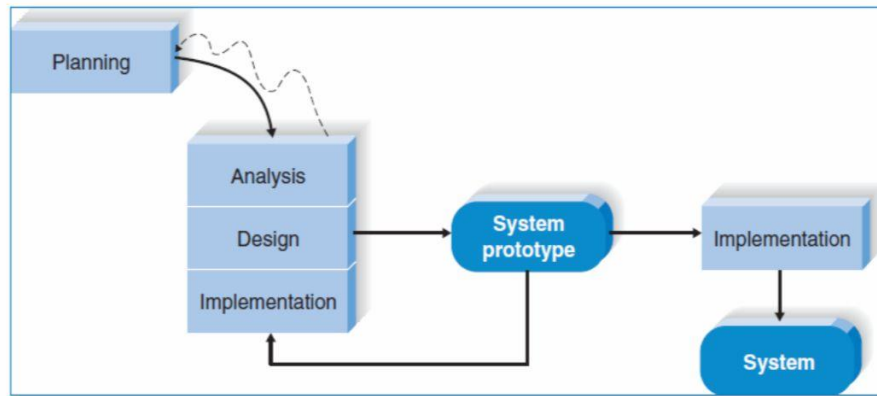 Planning
Analysis
Design
Implementation
System
prototype
Implementation
System